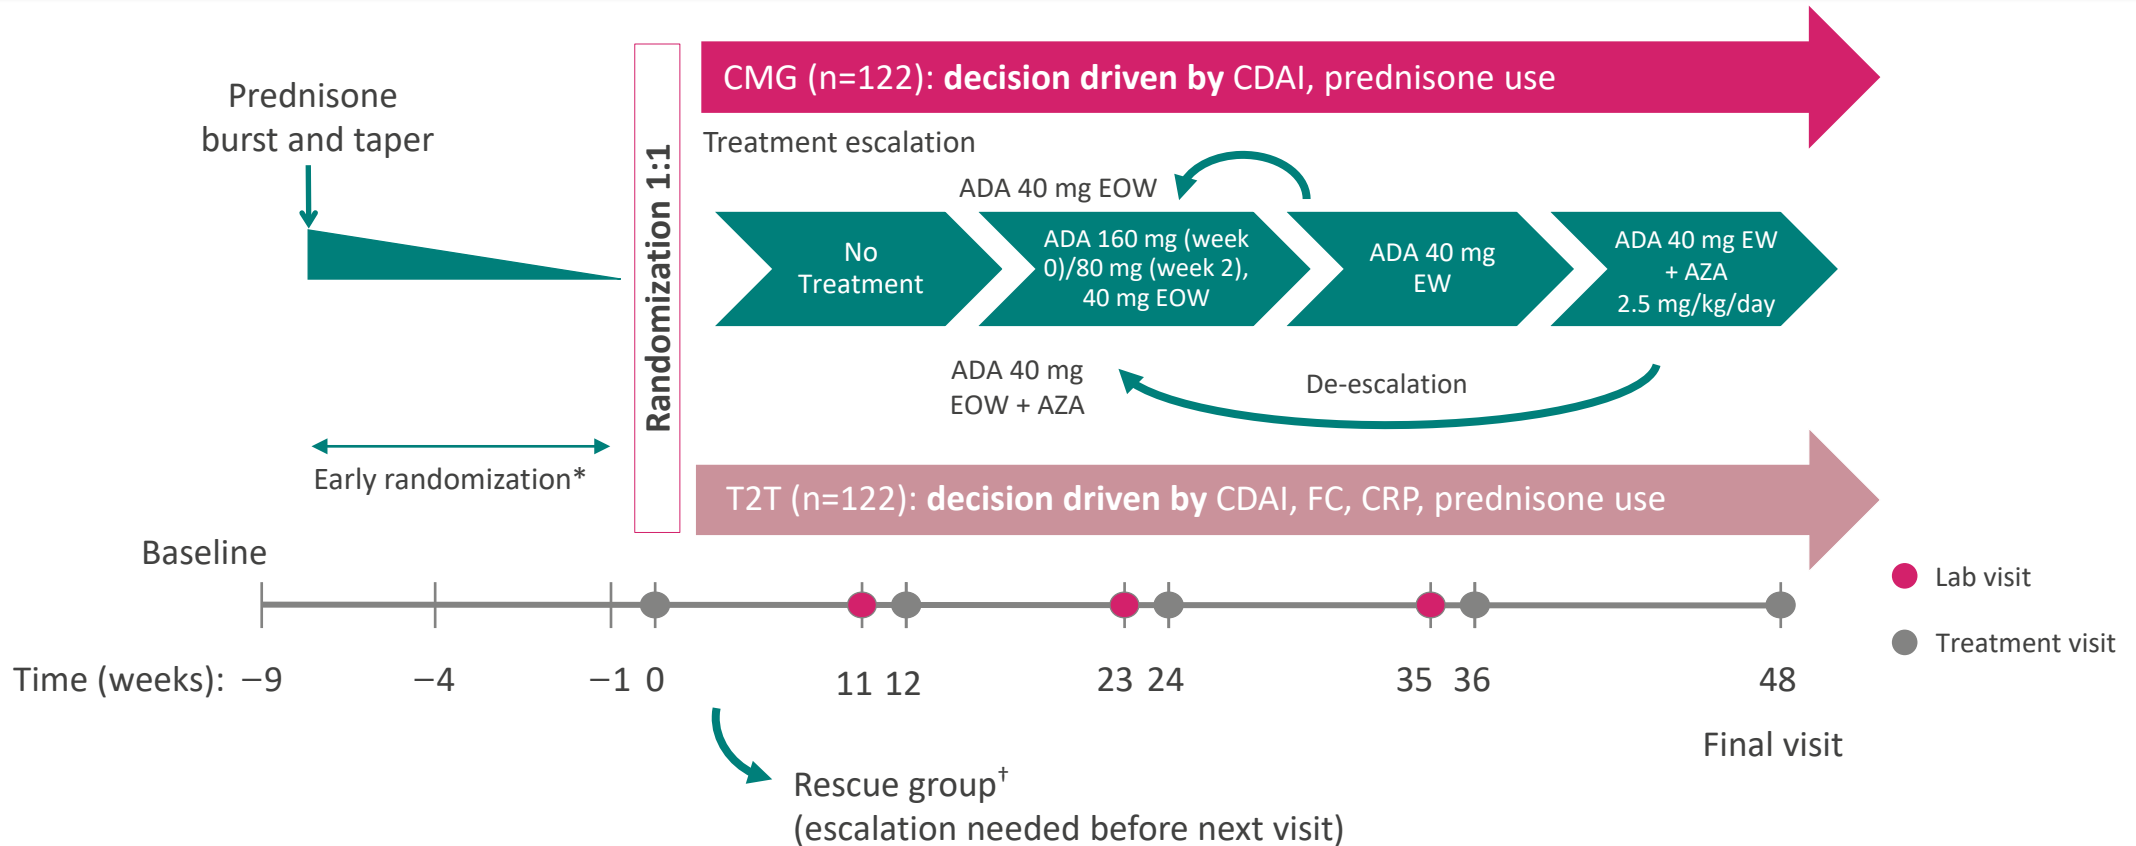 Prednisone
burst and taper
Early randomization*
Randomization 1:1
CMG (n=122): decision driven by CDAI, prednisone use
Treatment escalation
ADA 40 mg EOW
No
Treatment
ADA 160 mg (week
0)/80 mg (week 2),
40 mg EOW
ADA 40 mg
EW
ADA 40 mg EW
+ AZA
2.5 mg/kg/day
ADA 40 mg
EOW + AZA
De-escalation
T2T (n=122): decision driven by CDAI, FC, CRP, prednisone use
Baseline
Lab visit
Treatment visit
Time (weeks): −9 −4 −1 0 11 12 23 24 35 36 48
Final visit
Rescue group†
(escalation needed before next visit)